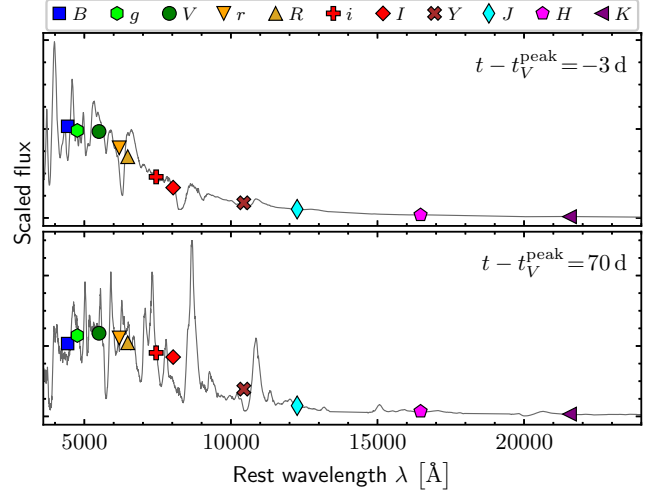 B g V r R i I Y J H K
t − t_V^peak = −3 d
Scaled flux
t − t_V^peak = 70 d
5000 10000 15000 20000
Rest wavelength λ [Å]